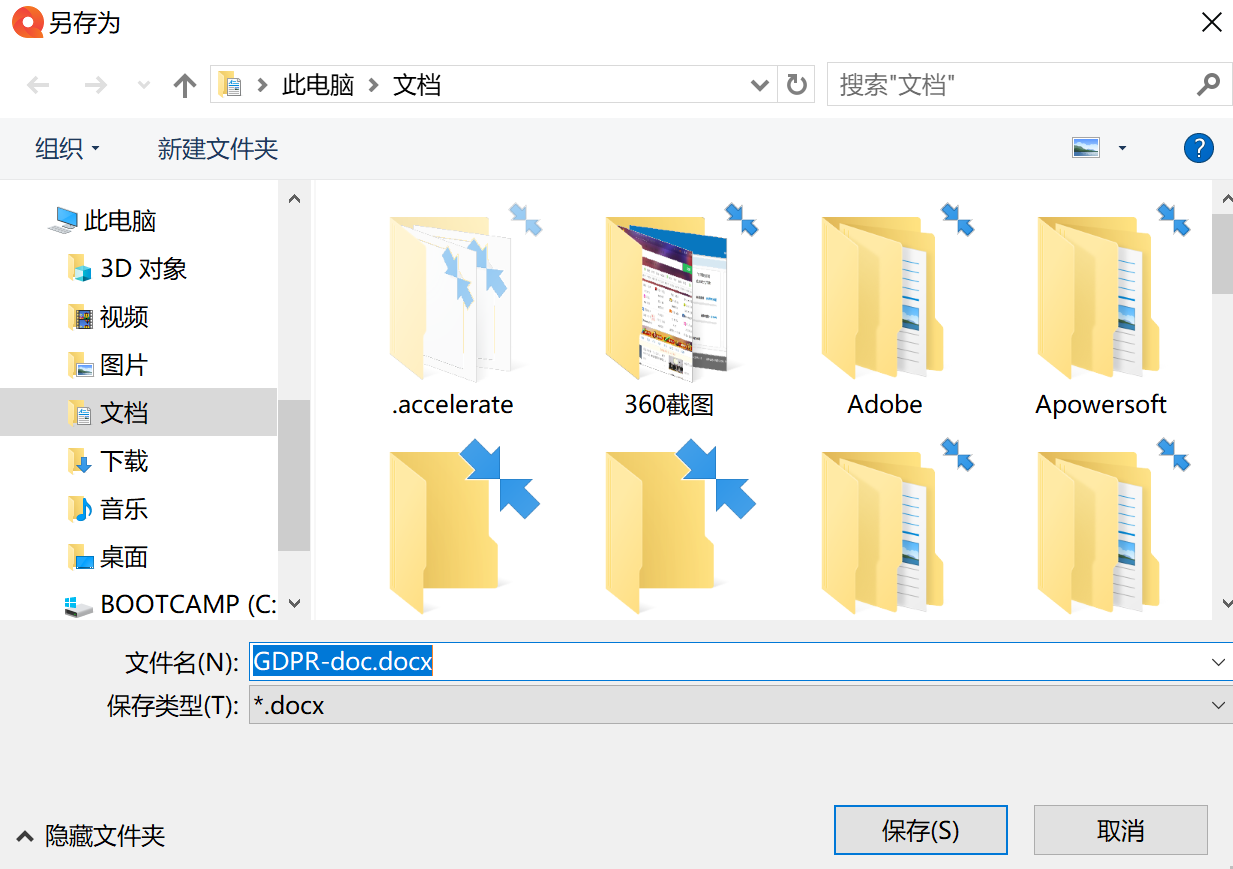 另存为
此电脑
文档
搜索"文档"
组织
新建文件夹
此电脑
3D 对象
视频
图片
文档
下载
音乐
桌面
BOOTCAMP (C:
.accelerate
360截图
Adobe
Apowersoft
文件名(N):
GDPR-doc.docx
保存类型(T):
*.docx
隐藏文件夹
保存(S)
取消